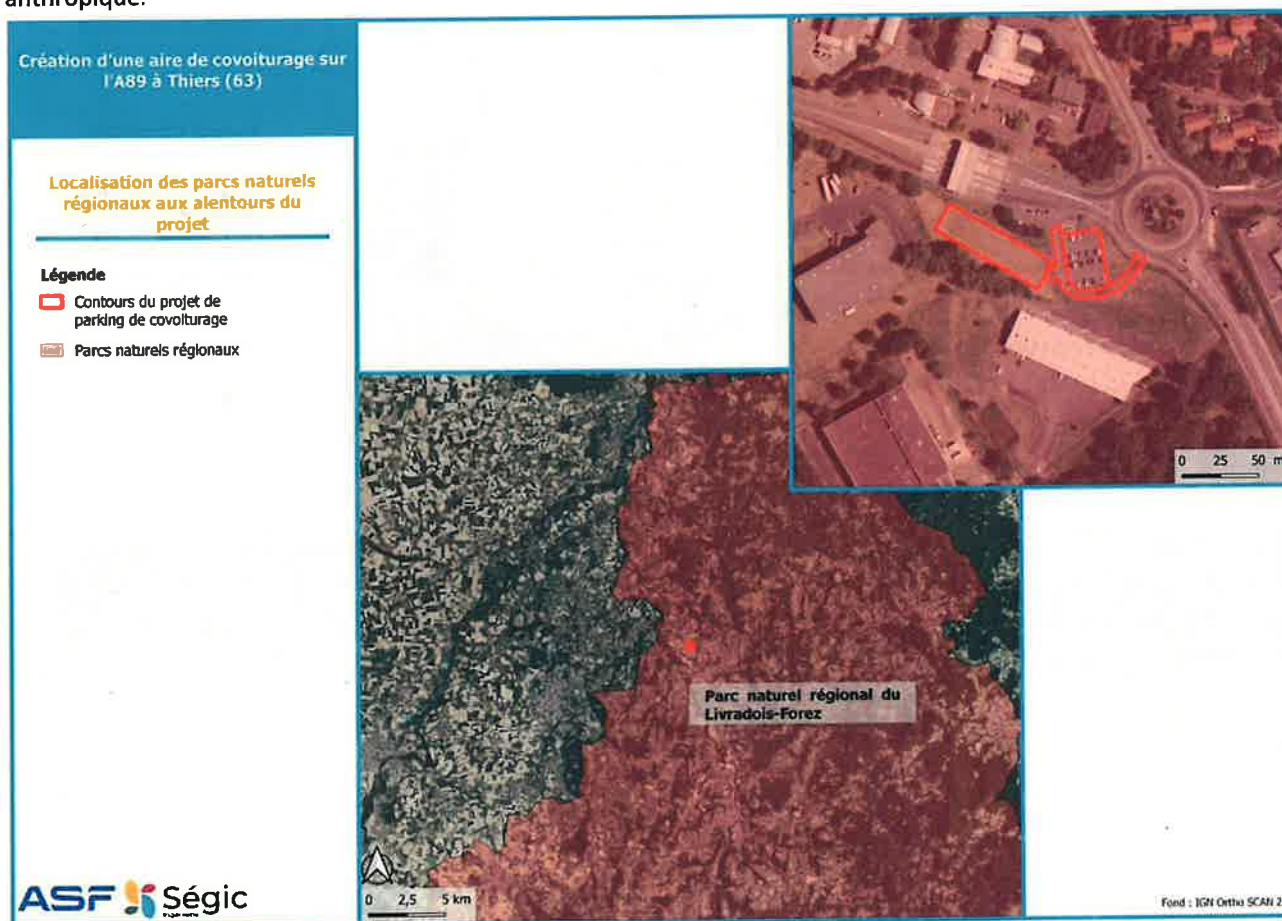 anthropique.
Création d'une aire de covoiturage sur
l'A89 à Thiers (63)
Localisation des parcs naturels
régionaux aux alentours du
projet
Légende
Contours du projet de
parking de covoiturage
Parcs naturels régionaux
0 25 50 m
Parc naturel régional du
Livradois-Forez
0 2,5 5 km
ASF Ségic
Fond : IGN Ortho SCAN 2